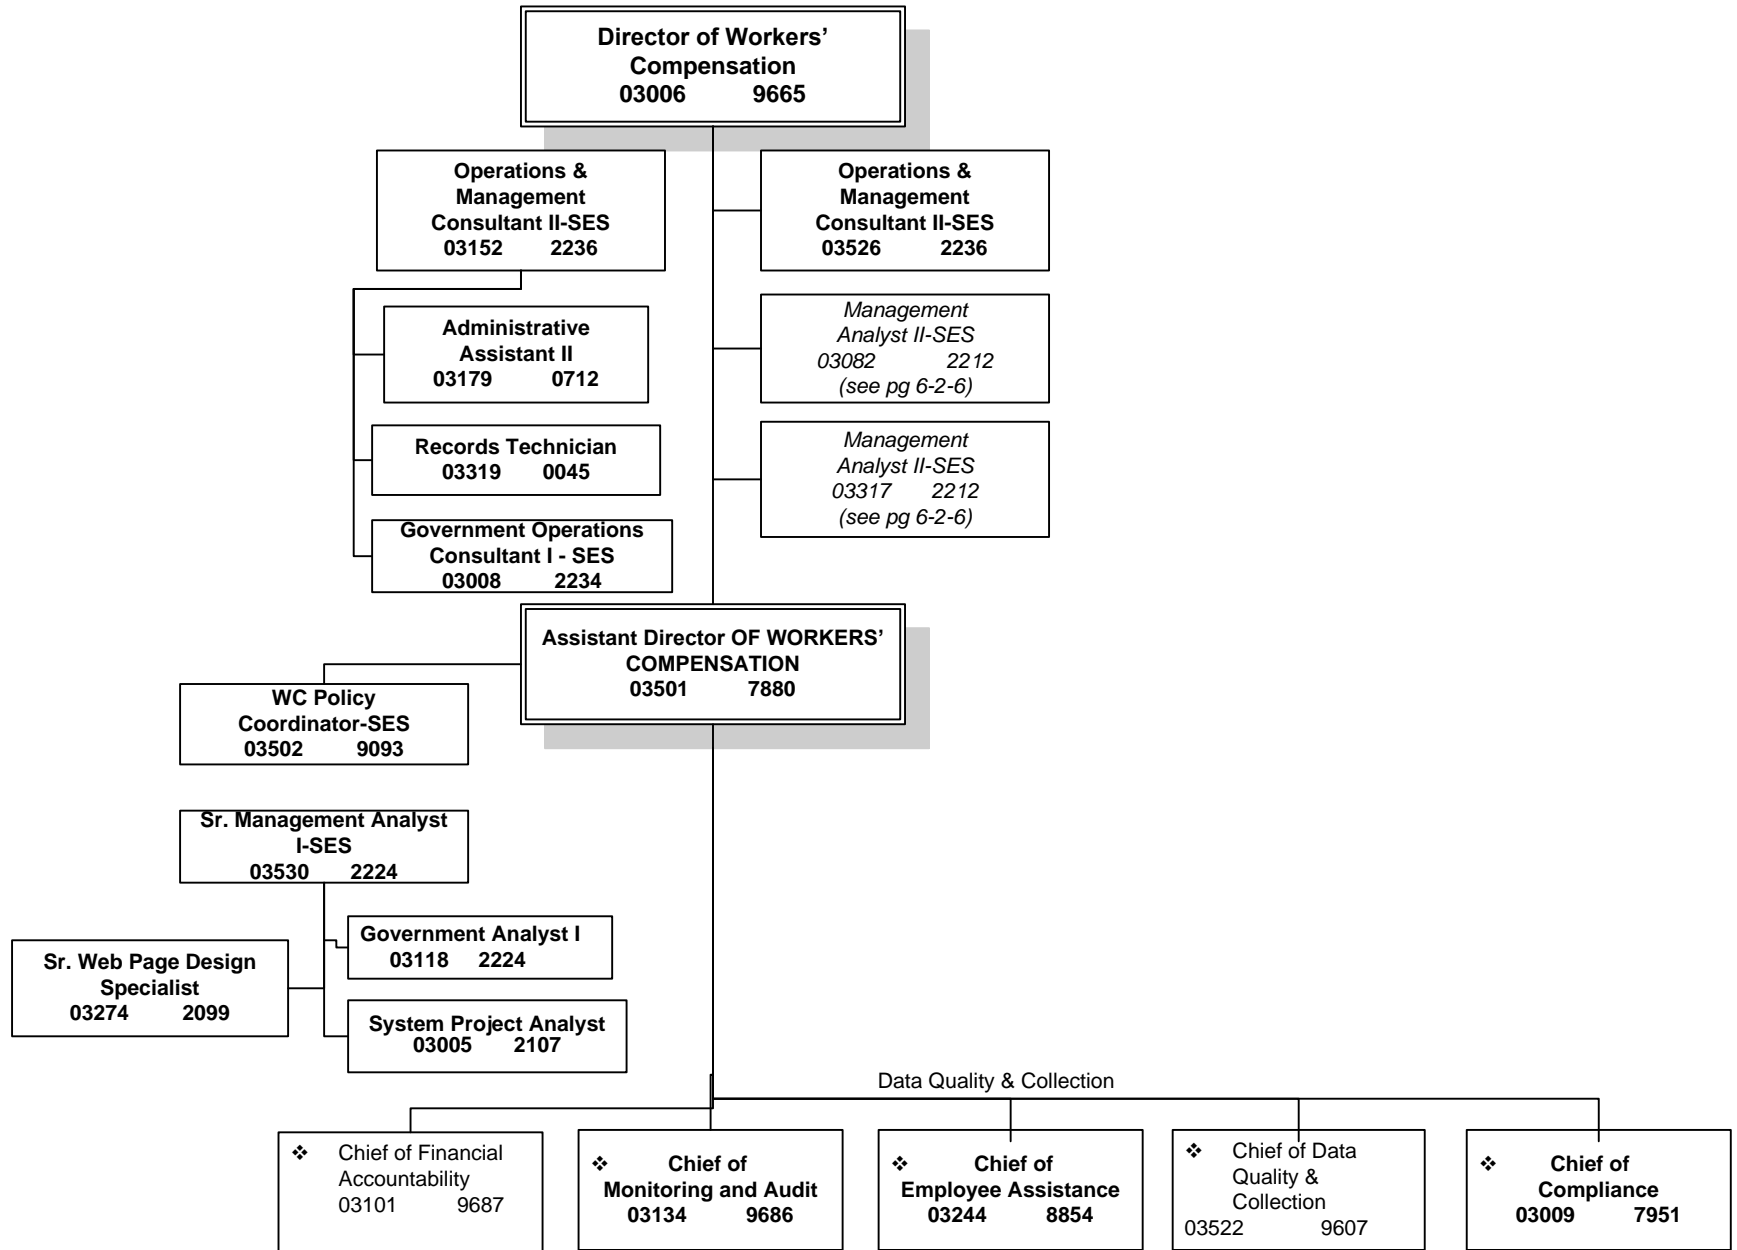 Director of Workers'
Compensation
03006 9665
Operations &
Management
Consultant II-SES
03152 2236
Operations &
Management
Consultant II-SES
03526 2236
Administrative
Assistant II
03179 0712
Management
Analyst II-SES
03082 2212
(see pg 6-2-6)
Records Technician
03319 0045
Management
Analyst II-SES
03317 2212
(see pg 6-2-6)
Government Operations
Consultant I - SES
03008 2234
Assistant Director OF WORKERS'
COMPENSATION
03501 7880
WC Policy
Coordinator-SES
03502 9093
Sr. Management Analyst
I-SES
03530 2224
Government Analyst I
03118 2224
Sr. Web Page Design
Specialist
03274 2099
System Project Analyst
03005 2107
Data Quality & Collection
❖ Chief of Financial
Accountability
03101 9687
❖ Chief of
Monitoring and Audit
03134 9686
❖ Chief of
Employee Assistance
03244 8854
❖ Chief of Data
Quality &
Collection
03522 9607
❖ Chief of
Compliance
03009 7951